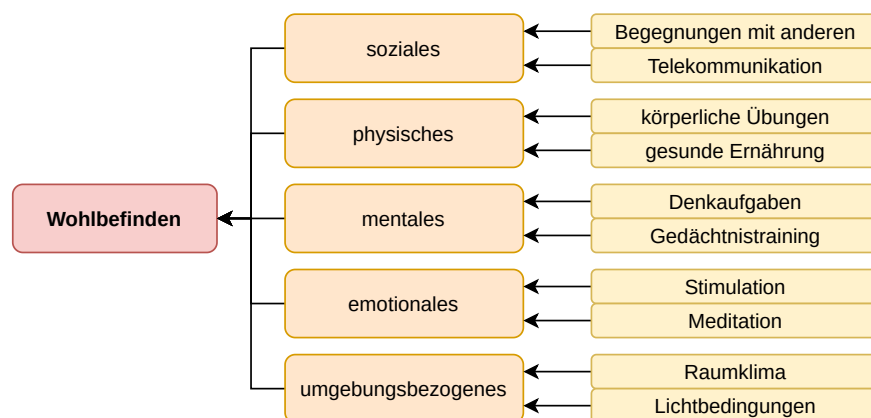 Wohlbefinden
soziales
Begegnungen mit anderen
Telekommunikation
physisches
körperliche Übungen
gesunde Ernährung
mentales
Denkaufgaben
Gedächtnistraining
emotionales
Stimulation
Meditation
umgebungsbezogenes
Raumklima
Lichtbedingungen